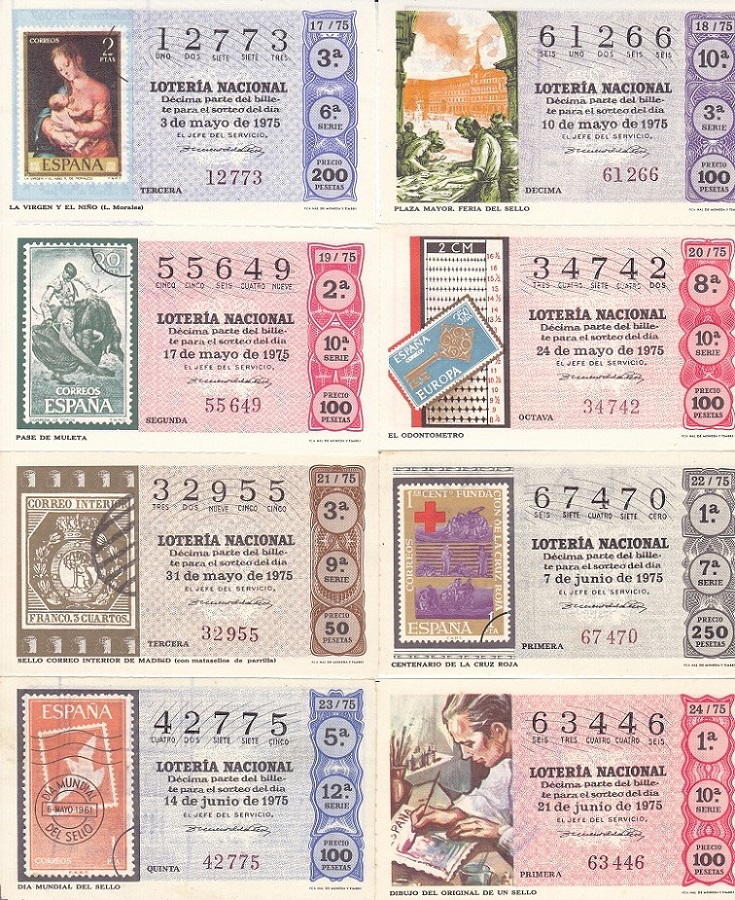 CORREOS
2
PTAS
ESPAÑA
12773
UNO DOS SIETE SIETE TRES
LOTERÍA NACIONAL
Décima parte del bille-
te para el sorteo del día
3 de mayo de 1975
EL JEFE DEL SERVICIO,
12773
TERCERA
17 / 75
3ª
6ª
SERIE
PRECIO
200
PESETAS
LA VIRGEN Y EL NIÑO (L. Morales)
61266
SEIS UNO DOS SEIS SEIS
LOTERÍA NACIONAL
Décima parte del bille-
te para el sorteo del día
10 de mayo de 1975
EL JEFE DEL SERVICIO,
61266
DECIMA
18 / 75
10ª
3ª
SERIE
PRECIO
100
PESETAS
PLAZA MAYOR. FERIA DEL SELLO
80
CORREOS
ESPAÑA
55649
CINCO CINCO SEIS CUATRO NUEVE
LOTERÍA NACIONAL
Décima parte del bille-
te para el sorteo del día
17 de mayo de 1975
EL JEFE DEL SERVICIO,
55649
SEGUNDA
19 / 75
2ª
10ª
SERIE
PRECIO
100
PESETAS
PASE DE MULETA
2 CM
ESPAÑA
CORREOS
EUROPA
34742
TRES CUATRO SIETE CUATRO DOS
LOTERÍA NACIONAL
Décima parte del bille-
te para el sorteo del día
24 de mayo de 1975
EL JEFE DEL SERVICIO,
34742
OCTAVA
20 / 75
8ª
10ª
SERIE
PRECIO
100
PESETAS
EL ODONTOMETRO
CORREO INTERIOR
FRANCO. 3 CUARTOS.
32955
TRES DOS NUEVE CINCO CINCO
LOTERÍA NACIONAL
Décima parte del bille-
te para el sorteo del día
31 de mayo de 1975
EL JEFE DEL SERVICIO,
32955
TERCERA
21 / 75
3ª
9ª
SERIE
PRECIO
50
PESETAS
SELLO CORREO INTERIOR DE MADRID (con matasellos de parrilla)
1er CENT. FUNDACION DE LA CRUZ ROJA
CORREOS
ESPAÑA
67470
SEIS SIETE CUATRO SIETE CERO
LOTERÍA NACIONAL
Décima parte del bille-
te para el sorteo del día
7 de junio de 1975
EL JEFE DEL SERVICIO,
67470
PRIMERA
22 / 75
1ª
7ª
SERIE
PRECIO
250
PESETAS
CENTENARIO DE LA CRUZ ROJA
ESPAÑA
DIA MUNDIAL
6-MAYO-1961
DEL SELLO
CORREOS
PTA
42775
CUATRO DOS SIETE SIETE CINCO
LOTERÍA NACIONAL
Décima parte del bille-
te para el sorteo del día
14 de junio de 1975
EL JEFE DEL SERVICIO,
42775
QUINTA
23 / 75
5ª
12ª
SERIE
PRECIO
100
PESETAS
DIA MUNDIAL DEL SELLO
63446
SEIS TRES CUATRO CUATRO SEIS
LOTERÍA NACIONAL
Décima parte del bille-
te para el sorteo del día
21 de junio de 1975
EL JEFE DEL SERVICIO,
63446
PRIMERA
24 / 75
1ª
10ª
SERIE
PRECIO
100
PESETAS
DIBUJO DEL ORIGINAL DE UN SELLO